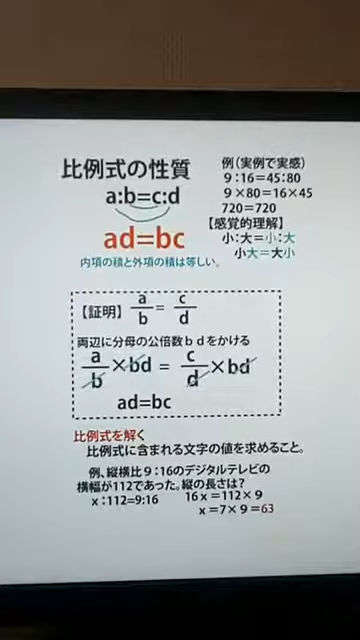 比例式の性質
a:b=c:d
ad=bc
内項の積と外項の積は等しい。
例(実例で実感)
9:16=45:80
9×80=16×45
720=720
【感覚的理解】
小:大=小:大
小大=大小
【証明】 a/b = c/d
両辺に分母の公倍数bdをかける
a/b ×bd = c/d ×bd
ad=bc
比例式を解く
比例式に含まれる文字の値を求めること。
例、縦横比9:16のデジタルテレビの
横幅が112であった。縦の長さは?
x:112=9:16 16x=112×9
x=7×9=63